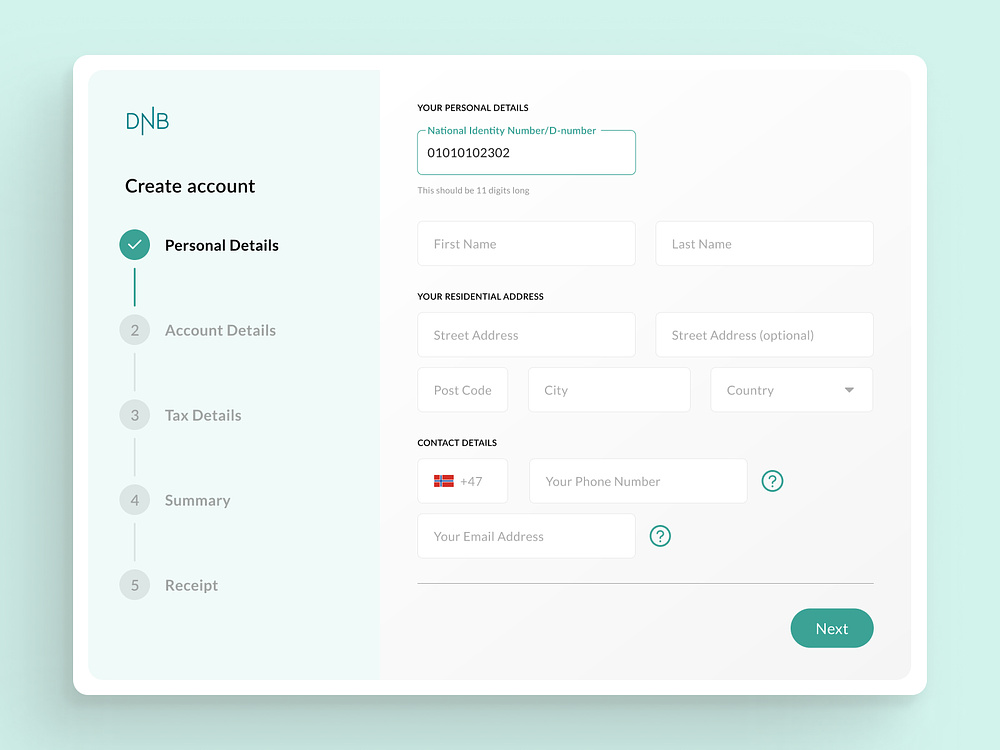 DNB
Create account
Personal Details
2 Account Details
3 Tax Details
4 Summary
5 Receipt
YOUR PERSONAL DETAILS
National Identity Number/D-number
01010102302
This should be 11 digits long
First Name
Last Name
YOUR RESIDENTIAL ADDRESS
Street Address
Street Address (optional)
Post Code
City
Country
CONTACT DETAILS
+47
Your Phone Number
?
Your Email Address
?
Next